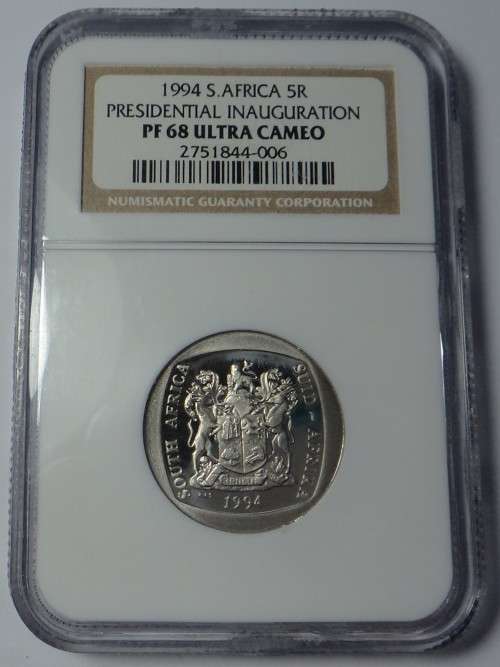 1994 S.AFRICA 5R
PRESIDENTIAL INAUGURATION
PF 68 ULTRA CAMEO
2751844-006
NUMISMATIC GUARANTY CORPORATION
SOUTH AFRICA
SUID - AFRIKA
1994